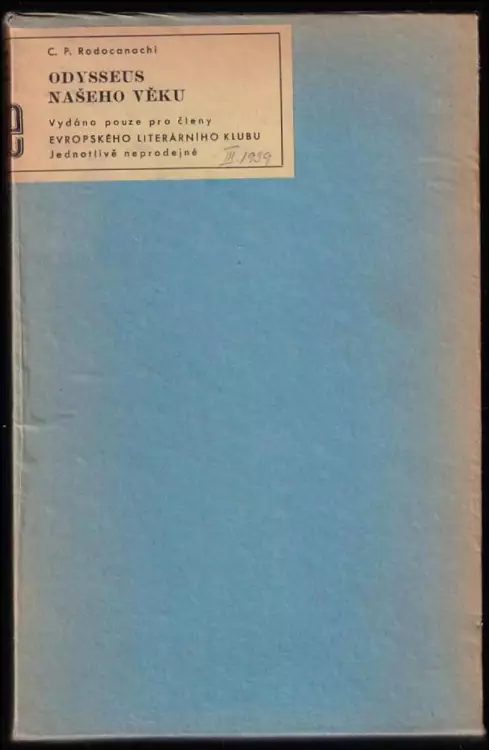 C. P. Rodocanachi
ODYSSEUS
NAŠEHO VĚKU
Vydáno pouze pro členy
EVROPSKÉHO LITERÁRNÍHO KLUBU
Jednotlivě neprodejné
III. 1939
e